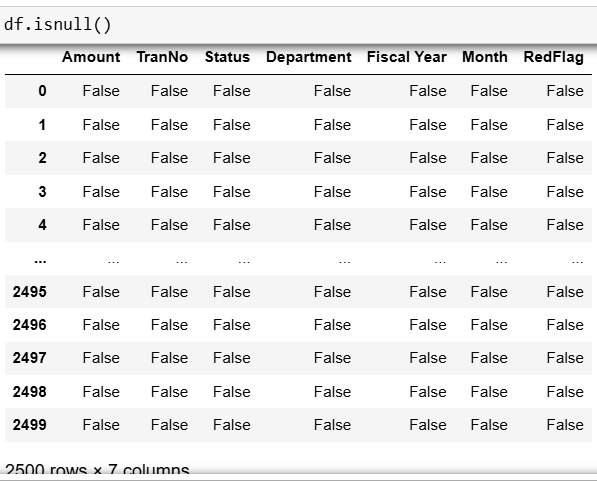 df.isnull()
Amount TranNo Status Department Fiscal Year Month RedFlag
0 False False False False False False False
1 False False False False False False False
2 False False False False False False False
3 False False False False False False False
4 False False False False False False False
... ... ... ... ... ... ... ...
2495 False False False False False False False
2496 False False False False False False False
2497 False False False False False False False
2498 False False False False False False False
2499 False False False False False False False
2500 rows × 7 columns